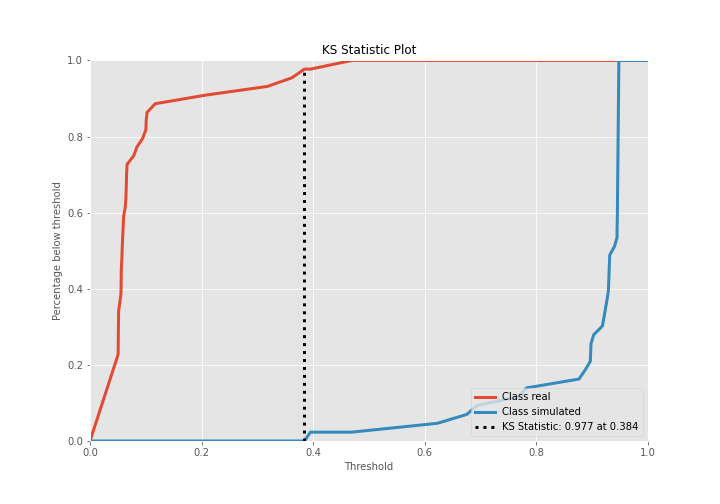 KS Statistic Plot
1.0
0.8
0.6
0.4
0.2
0.0
Percentage below threshold
0.0 0.2 0.4 0.6 0.8 1.0
Threshold
Class real
Class simulated
KS Statistic: 0.977 at 0.384